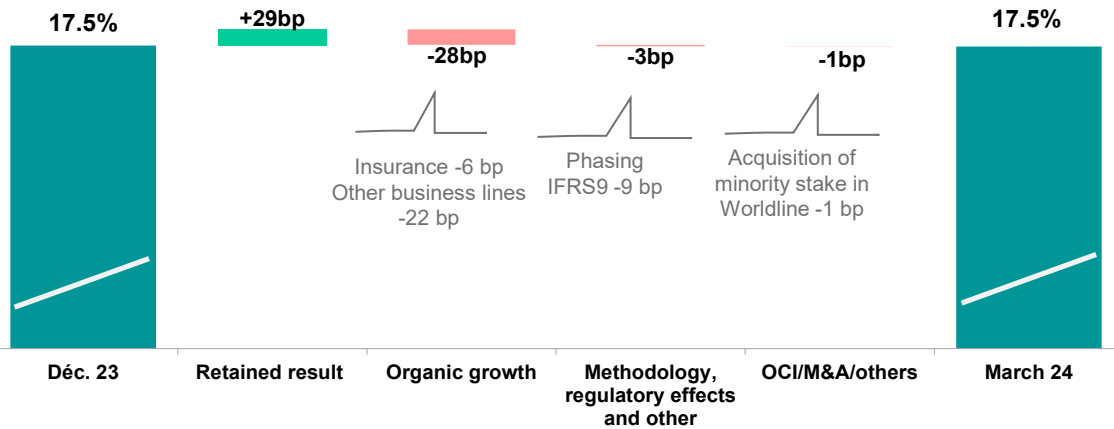 17.5%
+29bp
-28bp
-3bp
-1bp
17.5%
Insurance -6 bp
Other business lines
-22 bp
Phasing
IFRS9 -9 bp
Acquisition of
minority stake in
Worldline -1 bp
Déc. 23
Retained result
Organic growth
Methodology,
regulatory effects
and other
OCI/M&A/others
March 24